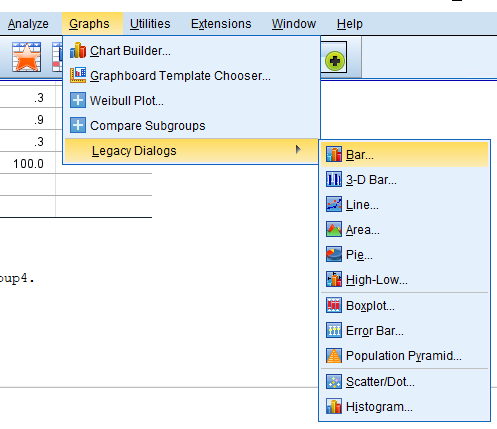 Analyze Graphs Utilities Extensions Window Help
Chart Builder...
Graphboard Template Chooser...
Weibull Plot...
Compare Subgroups
Legacy Dialogs
.3
.9
.3
100.0
Bar...
3-D Bar...
Line...
Area...
Pie...
High-Low...
Boxplot...
Error Bar...
Population Pyramid...
Scatter/Dot...
Histogram...
oup4.